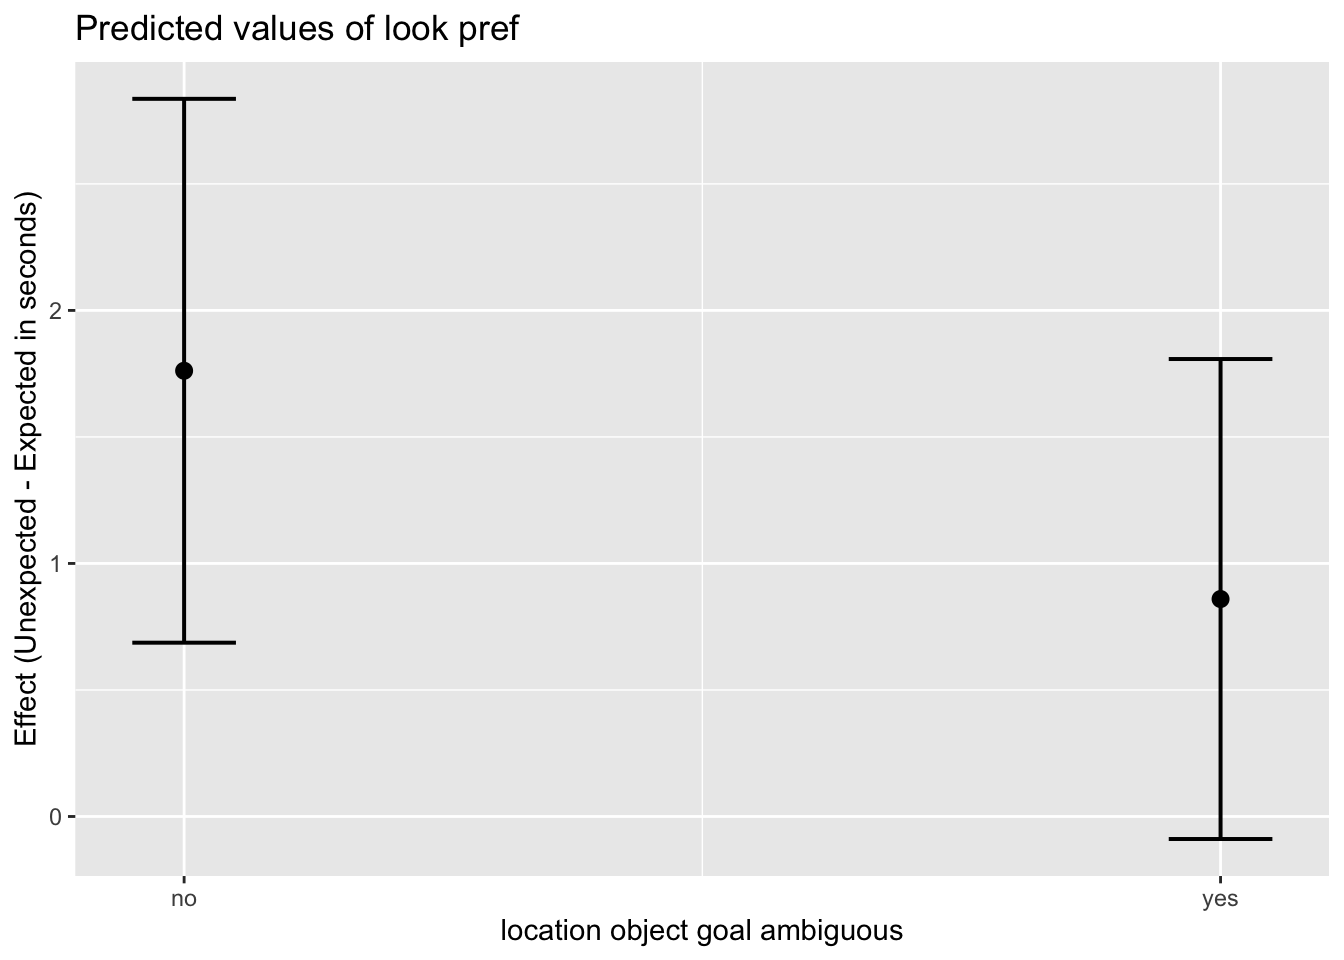 Predicted values of look pref
Effect (Unexpected - Expected in seconds)
2
1
0
no
yes
location object goal ambiguous